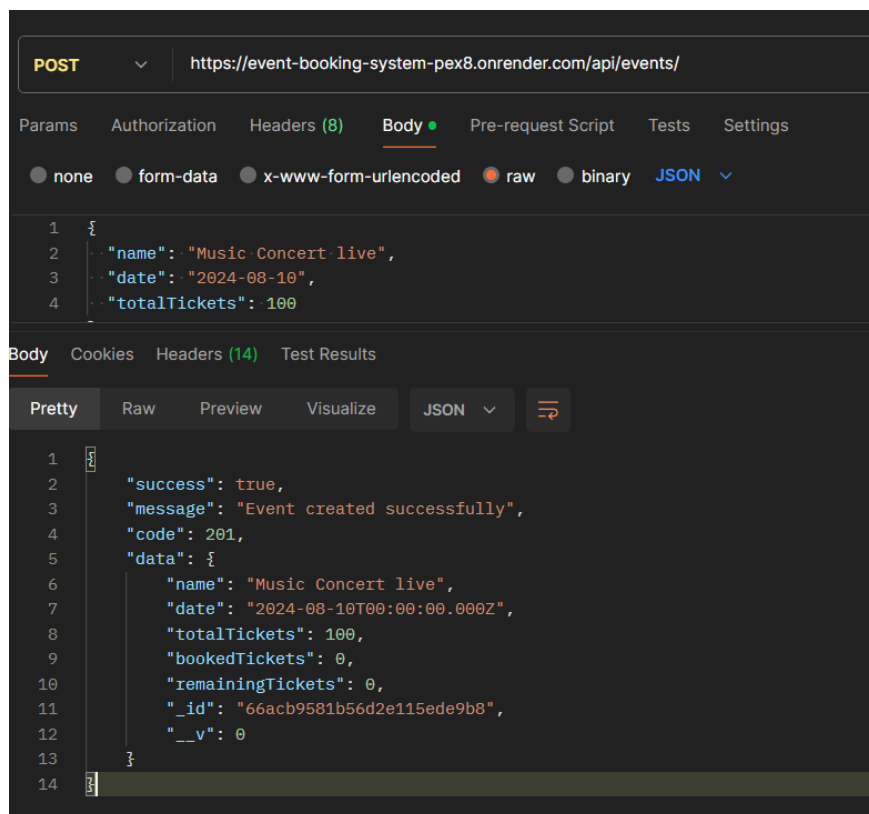 POST https://event-booking-system-pex8.onrender.com/api/events/
Params Authorization Headers (8) Body Pre-request Script Tests Settings
none form-data x-www-form-urlencoded raw binary JSON
1 {
2 "name": "Music Concert live",
3 "date": "2024-08-10",
4 "totalTickets": 100
Body Cookies Headers (14) Test Results
Pretty Raw Preview Visualize JSON
1 {
2 "success": true,
3 "message": "Event created successfully",
4 "code": 201,
5 "data": {
6 "name": "Music Concert live",
7 "date": "2024-08-10T00:00:00.000Z",
8 "totalTickets": 100,
9 "bookedTickets": 0,
10 "remainingTickets": 0,
11 "_id": "66acb9581b56d2e115ede9b8",
12 "__v": 0
13 }
14 }